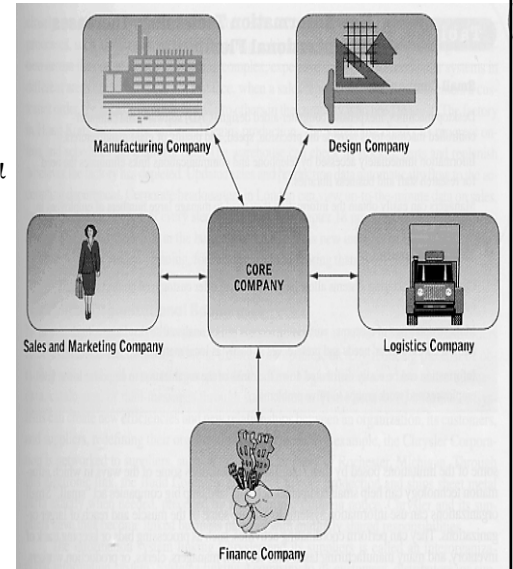 Manufacturing Company
Design Company
CORE
COMPANY
Sales and Marketing Company
Logistics Company
Finance Company